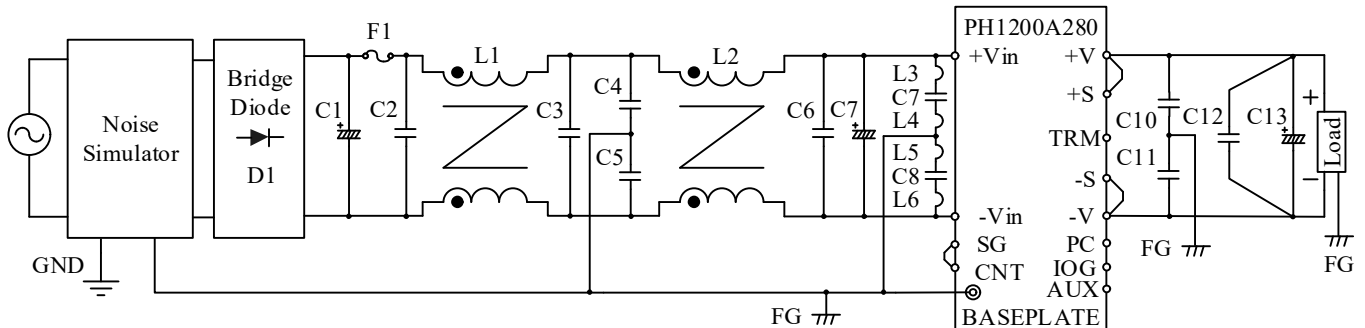 PH1200A280
F1
L1
L2
+Vin
+V
Bridge
Diode
D1
Noise
Simulator
C1
+
C2
C3
C4
C5
C6
C7
+
L3
C7
L4
L5
C8
L6
+S
TRM
-S
-V
C10
C11
C12
C13
+
+
Load
−
-Vin
SG
CNT
PC
IOG
AUX
BASEPLATE
GND
FG
FG
FG